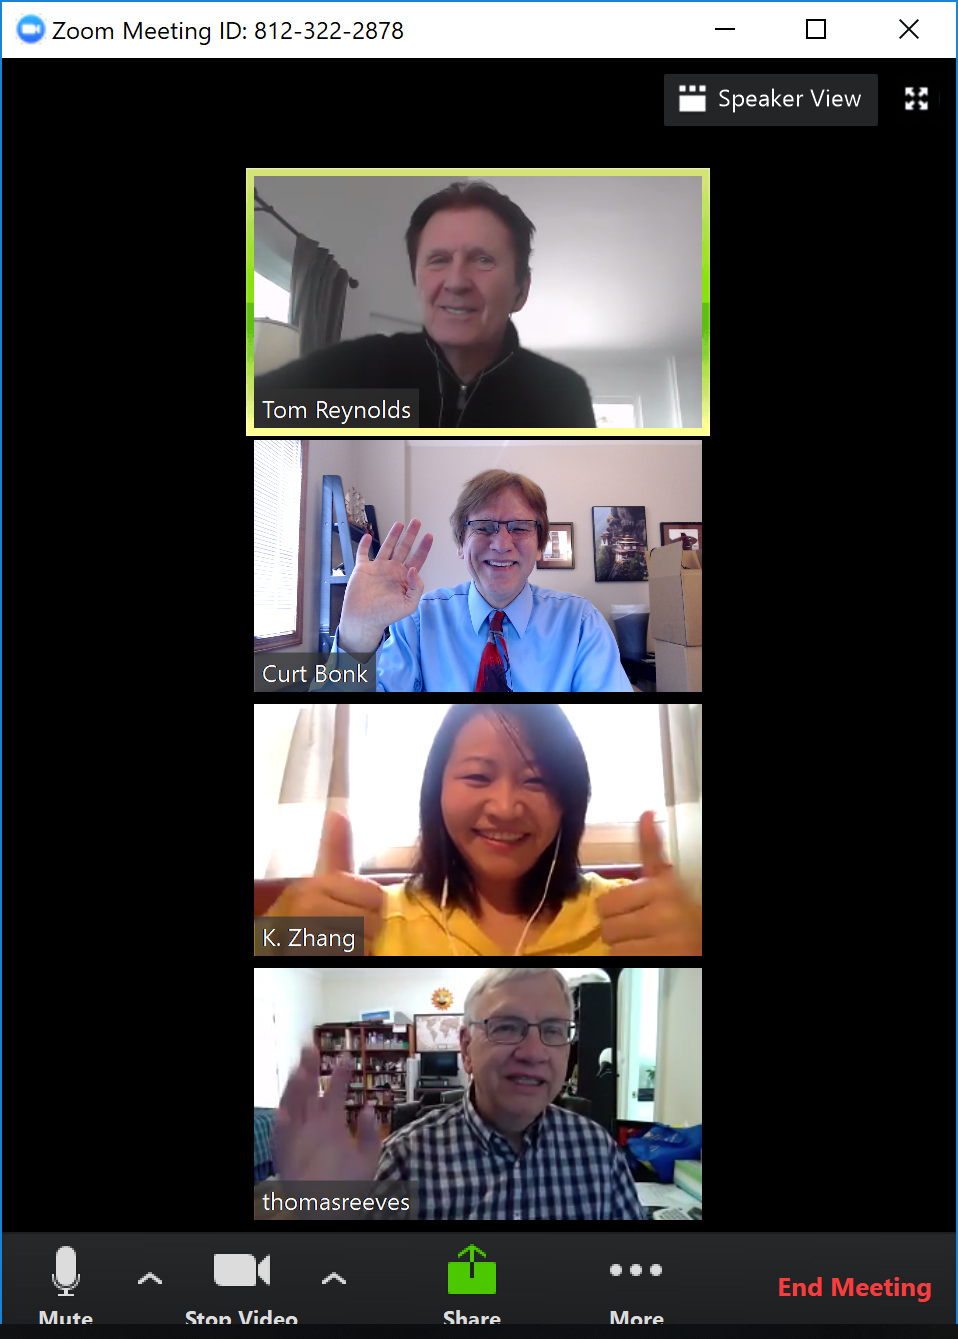 Zoom Meeting ID: 812-322-2878
Speaker View
Tom Reynolds
Curt Bonk
K. Zhang
thomasreeves
Mute
Stop Video
Share
More
End Meeting